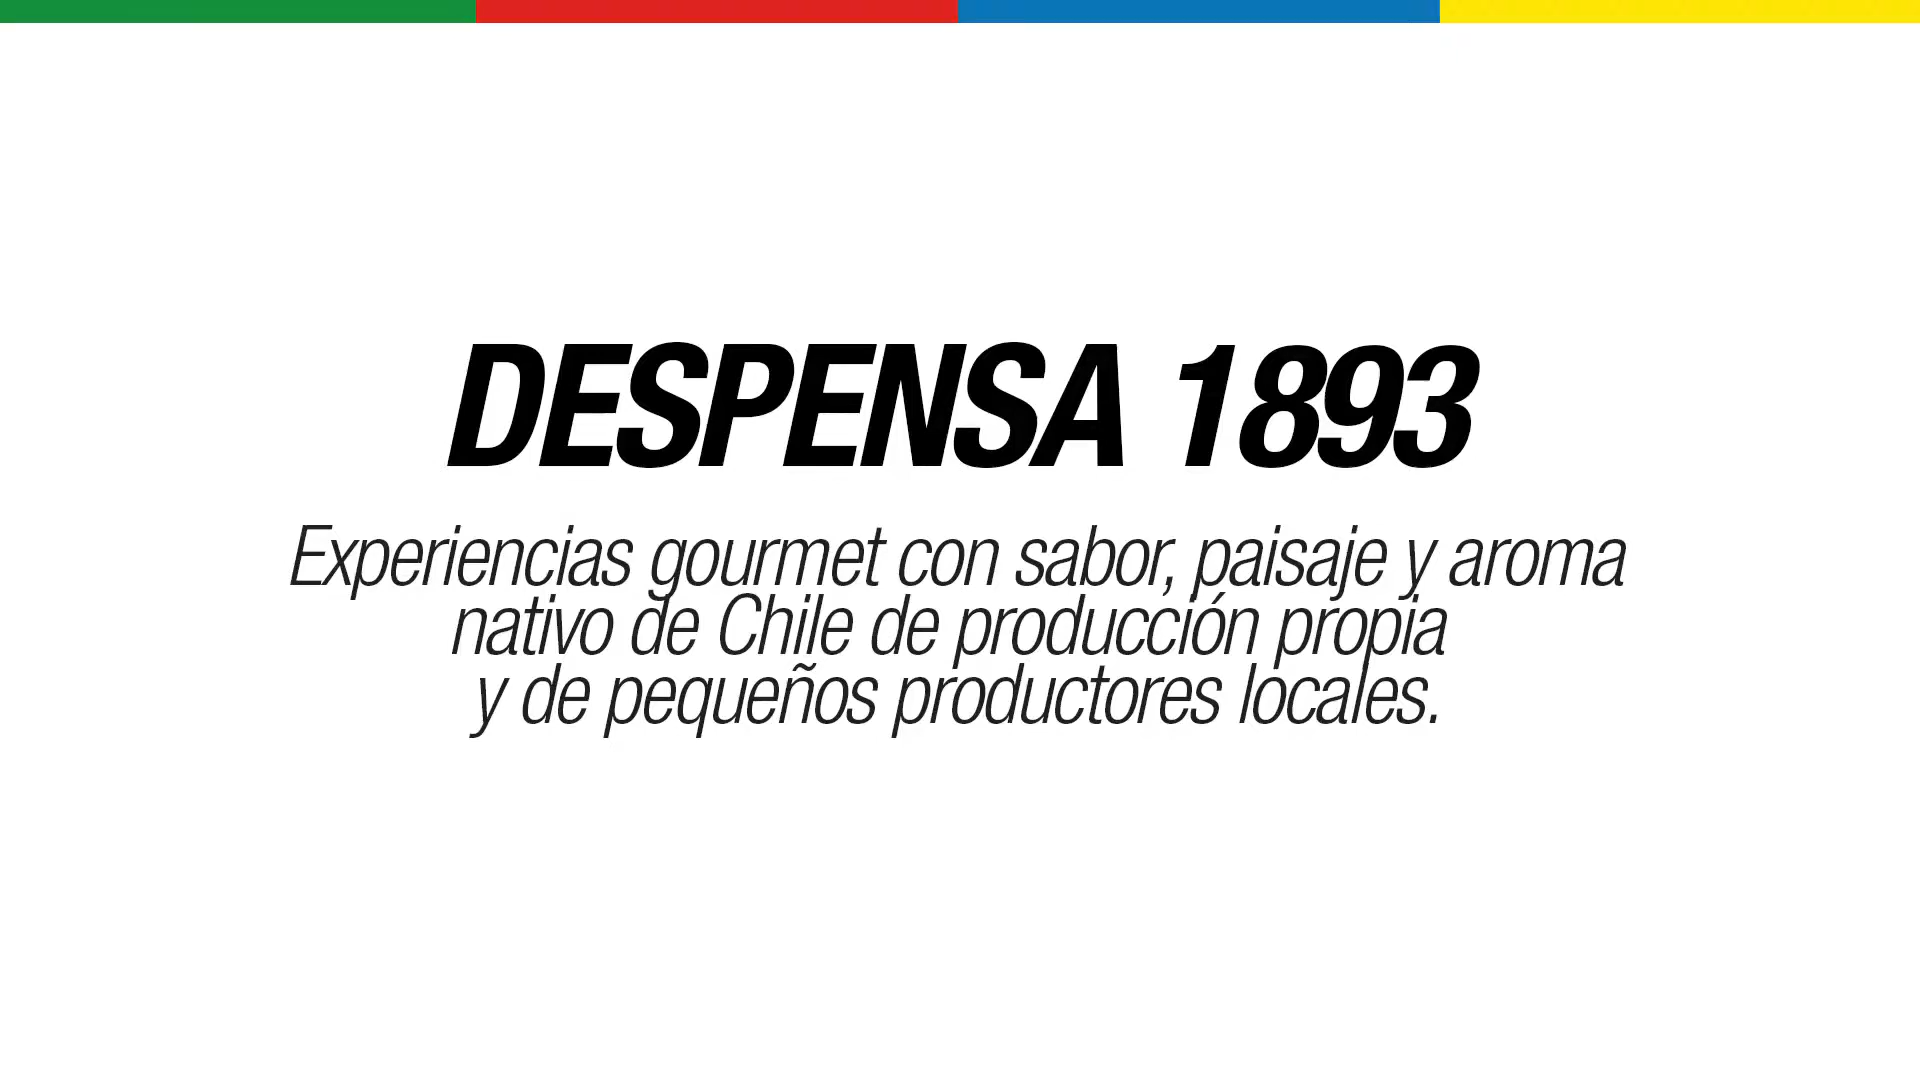 DESPENSA 1893
Experiencias gourmet con sabor, paisaje y aroma
nativo de Chile de producción propia
y de pequeños productores locales.